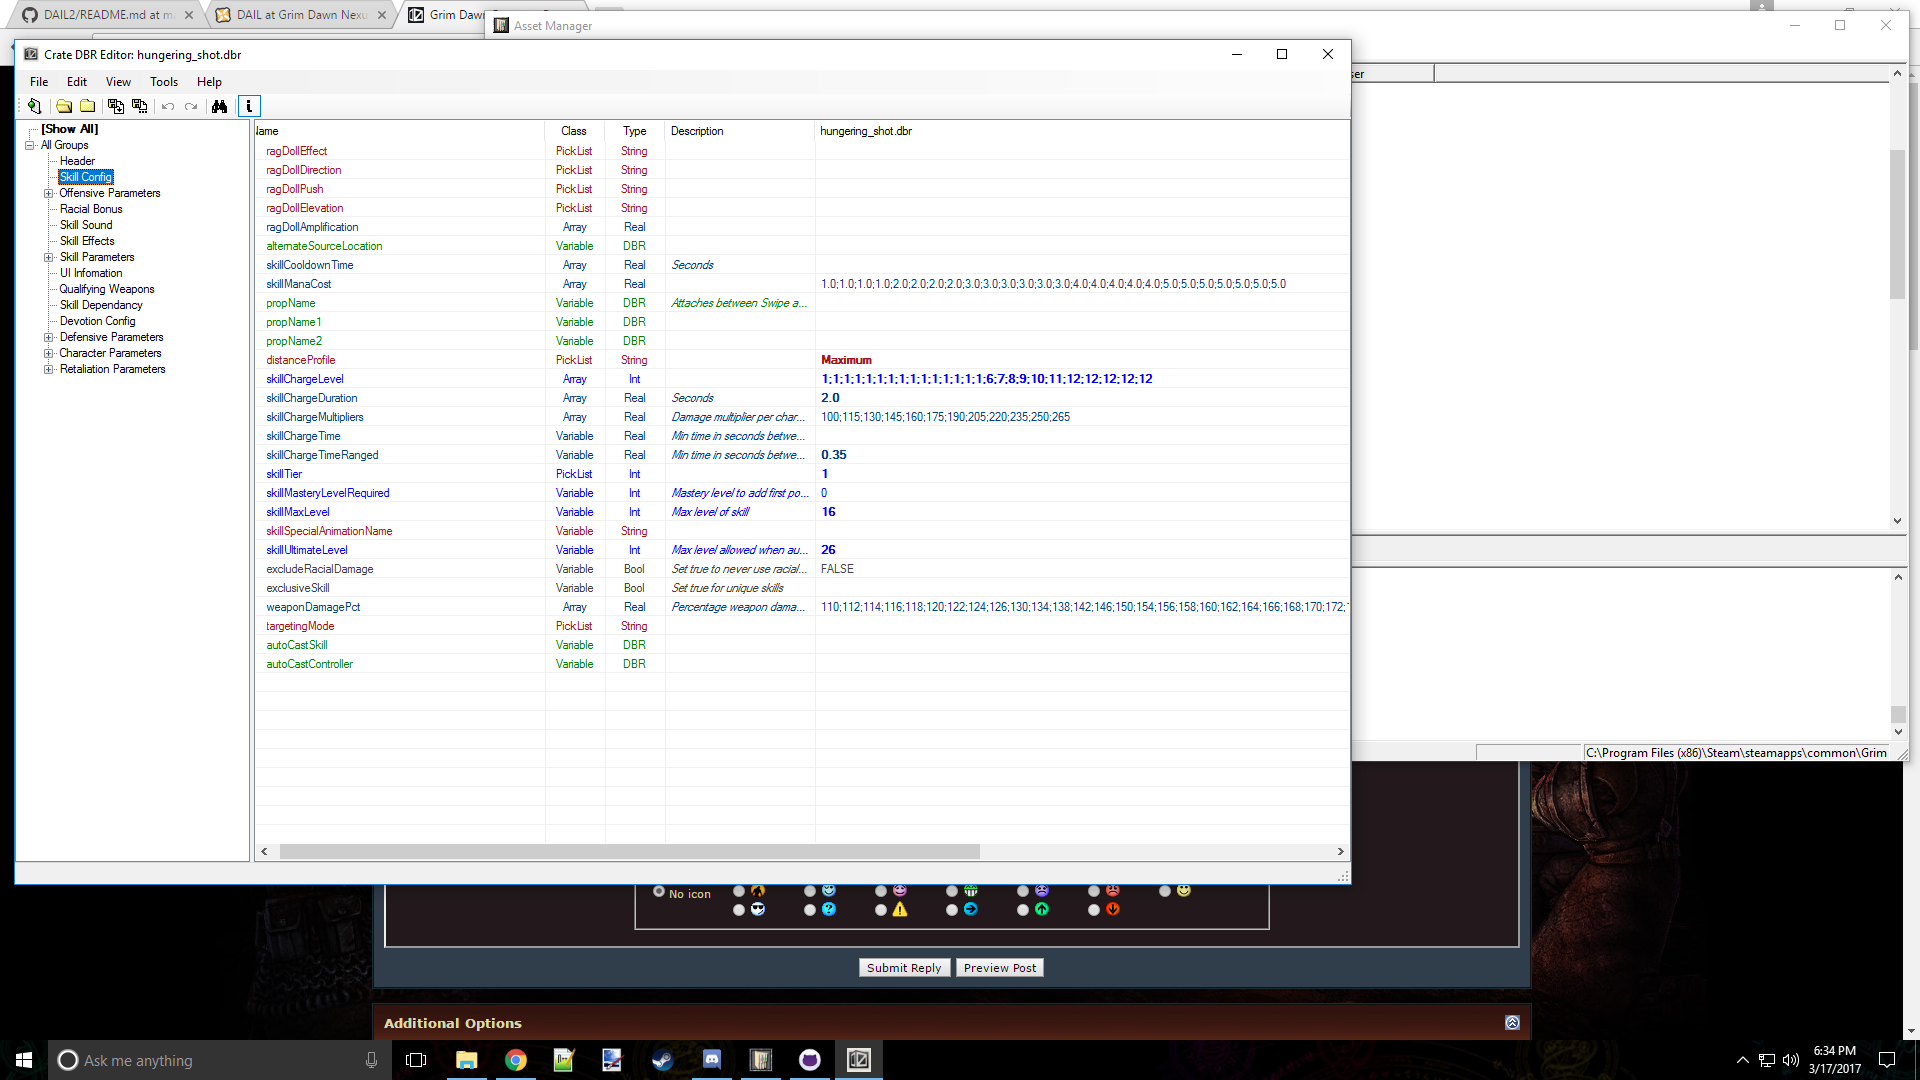 DAIL2/README.md at m
DAIL at Grim Dawn Nexu
Grim Daw
Asset Manager
Crate DBR Editor: hungering_shot.dbr
File Edit View Tools Help
[Show All]
All Groups
Header
Skill Config
Offensive Parameters
Racial Bonus
Skill Sound
Skill Effects
Skill Parameters
UI Infomation
Qualifying Weapons
Skill Dependancy
Devotion Config
Defensive Parameters
Character Parameters
Retaliation Parameters
Name Class Type Description hungering_shot.dbr
ragDollEffect PickList String
ragDollDirection PickList String
ragDollPush PickList String
ragDollElevation PickList String
ragDollAmplification Array Real
alternateSourceLocation Variable DBR
skillCooldownTime Array Real Seconds
skillManaCost Array Real 1.0;1.0;1.0;1.0;2.0;2.0;2.0;2.0;3.0;3.0;3.0;3.0;3.0;3.0;4.0;4.0;4.0;4.0;4.0;5.0;5.0;5.0;5.0;5.0;5.0;5.0
propName Variable DBR Attaches between Swipe a...
propName1 Variable DBR
propName2 Variable DBR
distanceProfile PickList String Maximum
skillChargeLevel Array Int 1;1;1;1;1;1;1;1;1;1;1;1;1;1;1;6;7;8;9;10;11;12;12;12;12;12
skillChargeDuration Array Real Seconds 2.0
skillChargeMultipliers Array Real Damage multiplier per char... 100;115;130;145;160;175;190;205;220;235;250;265
skillChargeTime Variable Real Min time in seconds betwe...
skillChargeTimeRanged Variable Real Min time in seconds betwe... 0.35
skillTier PickList Int 1
skillMasteryLevelRequired Variable Int Mastery level to add first po... 0
skillMaxLevel Variable Int Max level of skill 16
skillSpecialAnimationName Variable String
skillUltimateLevel Variable Int Max level allowed when au... 26
excludeRacialDamage Variable Bool Set true to never use racial... FALSE
exclusiveSkill Variable Bool Set true for unique skills
weaponDamagePct Array Real Percentage weapon dama... 110;112;114;116;118;120;122;124;126;130;134;138;142;146;150;154;156;158;160;162;164;166;168;170;172;
targetingMode PickList String
autoCastSkill Variable DBR
autoCastController Variable DBR
ser
C:\Program Files (x86)\Steam\steamapps\common\Grim
No icon
Submit Reply Preview Post
Additional Options
Ask me anything
6:34 PM
3/17/2017